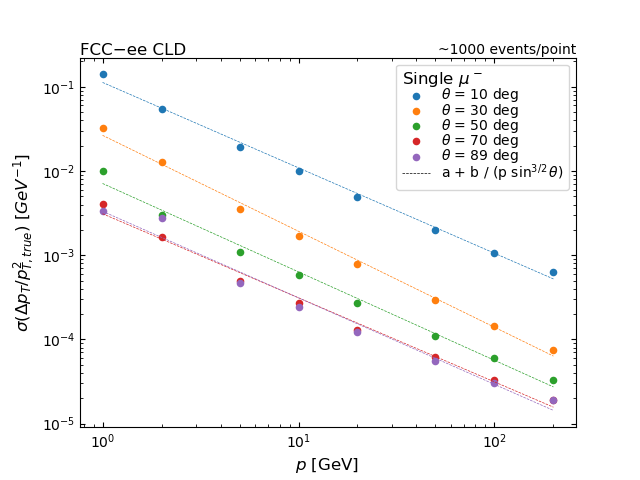 FCC−ee CLD
~1000 events/point
Single μ⁻
θ = 10 deg
θ = 30 deg
θ = 50 deg
θ = 70 deg
θ = 89 deg
a + b / (p sin^{3/2}θ)
σ(Δp_T/p²_{T,true}) [GeV⁻¹]
10⁻¹
10⁻²
10⁻³
10⁻⁴
10⁻⁵
10⁰
10¹
10²
p [GeV]